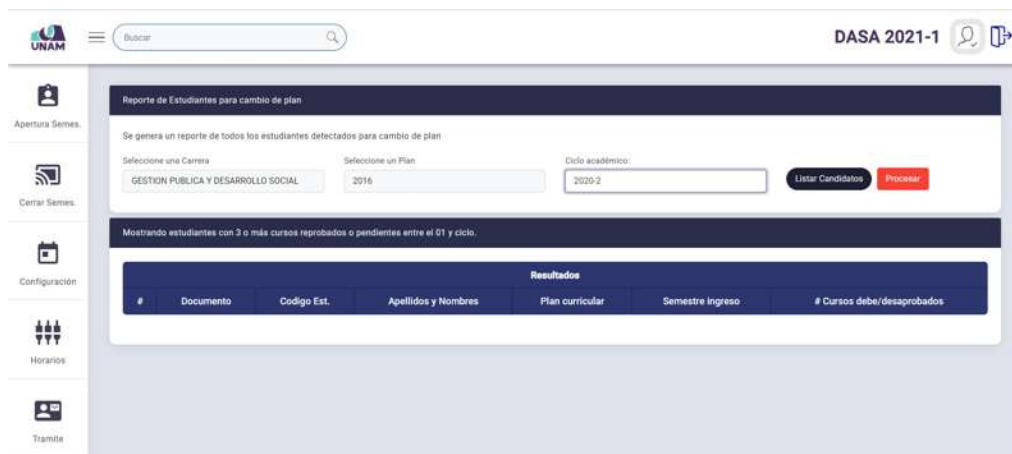 UNAM
Buscar
DASA 2021-1
Apertura Semes.
Cerrar Semes.
Configuración
Horarios
Tramite
Reporte de Estudiantes para cambio de plan
Se genera un reporte de todos los estudiantes detectados para cambio de plan
Seleccione una Carrera Seleccione un Plan Ciclo académico:
GESTION PUBLICA Y DESARROLLO SOCIAL 2016 2020-2 Listar Candidatos Procesar
Mostrando estudiantes con 3 o más cursos reprobados o pendientes entre el 01 y ciclo.
Resultados
# Documento Codigo Est. Apellidos y Nombres Plan curricular Semestre ingreso # Cursos debe/desaprobados